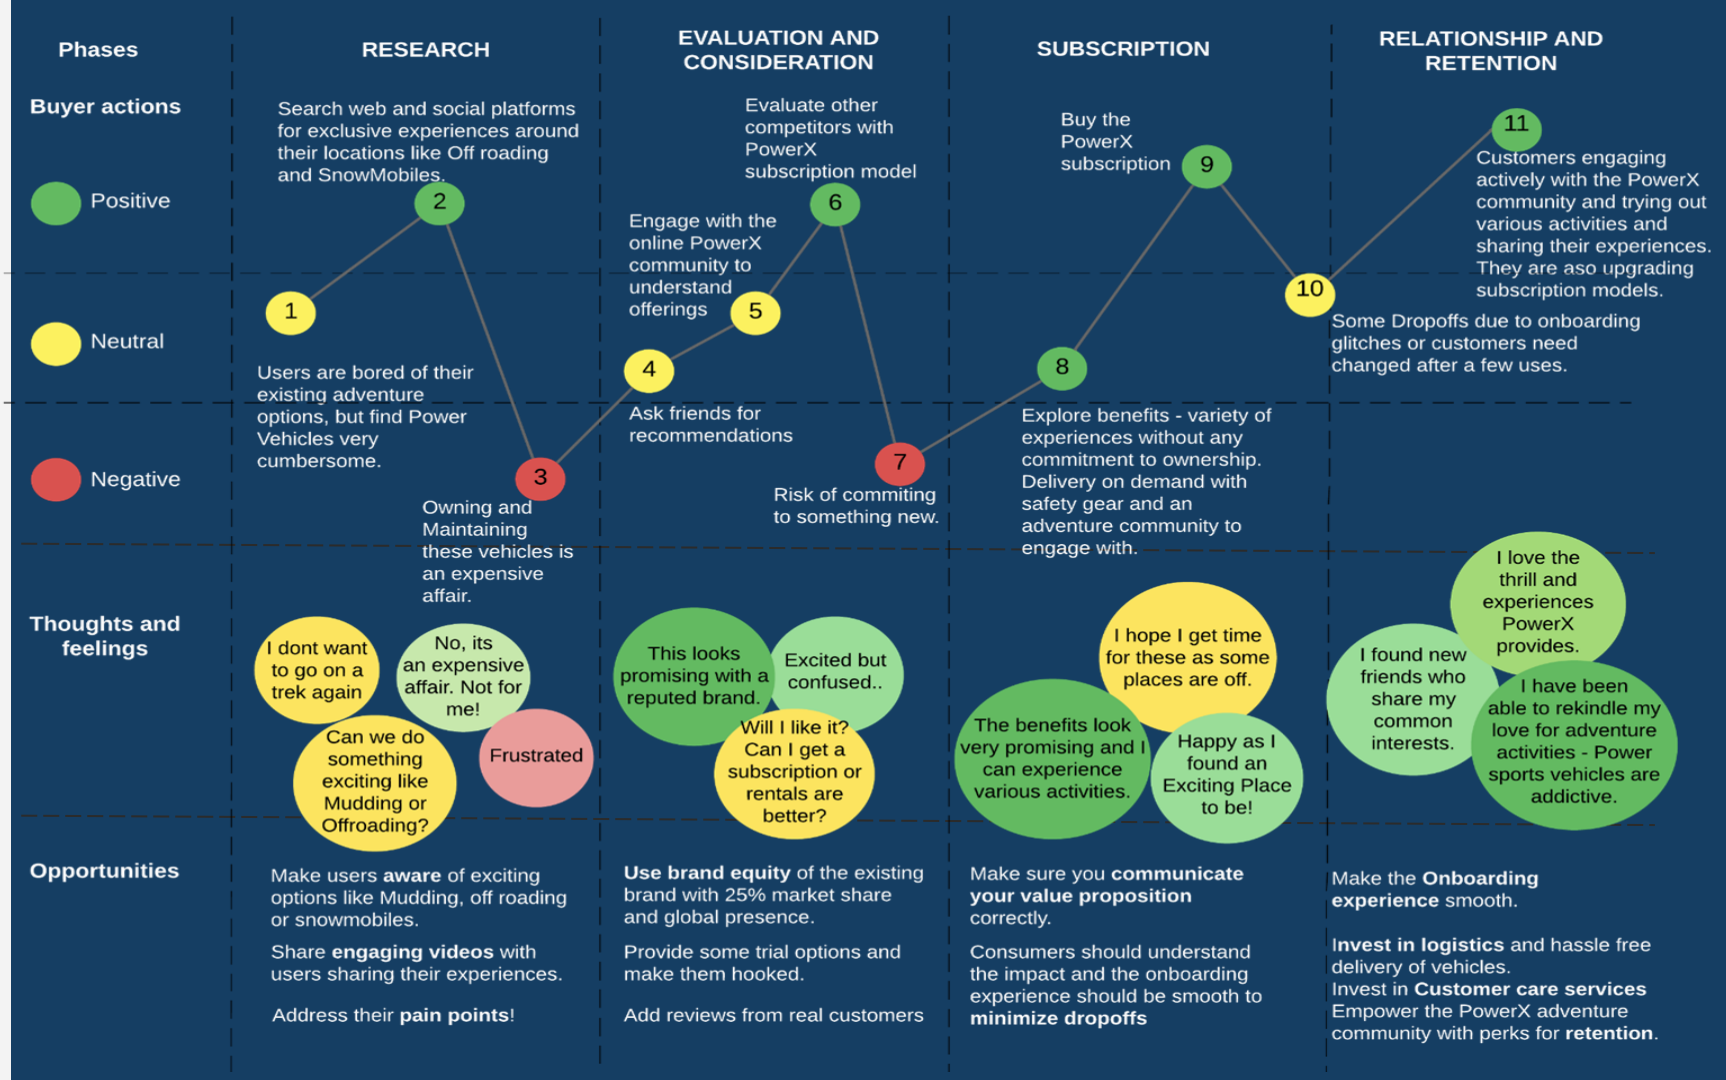 Phases
RESEARCH
EVALUATION AND
CONSIDERATION
SUBSCRIPTION
RELATIONSHIP AND
RETENTION
Buyer actions
Positive
Neutral
Negative
Search web and social platforms
for exclusive experiences around
their locations like Off roading
and SnowMobiles.
2
1
Users are bored of their
existing adventure
options, but find Power
Vehicles very
cumbersome.
3
Owning and
Maintaining
these vehicles is
an expensive
affair.
Evaluate other
competitors with
PowerX
subscription model
6
Engage with the
online PowerX
community to
understand
offerings
5
4
Ask friends for
recommendations
7
Risk of commiting
to something new.
Buy the
PowerX
subscription
9
8
Explore benefits - variety of
experiences without any
commitment to ownership.
Delivery on demand with
safety gear and an
adventure community to
engage with.
11
Customers engaging
actively with the PowerX
community and trying out
various activities and
sharing their experiences.
They are aso upgrading
subscription models.
10
Some Dropoffs due to onboarding
glitches or customers need
changed after a few uses.
Thoughts and
feelings
I dont want
to go on a
trek again
No, its
an expensive
affair. Not for
me!
Can we do
something
exciting like
Mudding or
Offroading?
Frustrated
This looks
promising with a
reputed brand.
Excited but
confused..
Will I like it?
Can I get a
subscription or
rentals are
better?
I hope I get time
for these as some
places are off.
The benefits look
very promising and I
can experience
various activities.
Happy as I
found an
Exciting Place
to be!
I love the
thrill and
experiences
PowerX
provides.
I found new
friends who
share my
common
interests.
I have been
able to rekindle my
love for adventure
activities - Power
sports vehicles are
addictive.
Opportunities
Make users aware of exciting
options like Mudding, off roading
or snowmobiles.
Share engaging videos with
users sharing their experiences.
Address their pain points!
Use brand equity of the existing
brand with 25% market share
and global presence.
Provide some trial options and
make them hooked.
Add reviews from real customers
Make sure you communicate
your value proposition
correctly.
Consumers should understand
the impact and the onboarding
experience should be smooth to
minimize dropoffs
Make the Onboarding
experience smooth.
Invest in logistics and hassle free
delivery of vehicles.
Invest in Customer care services
Empower the PowerX adventure
community with perks for retention.